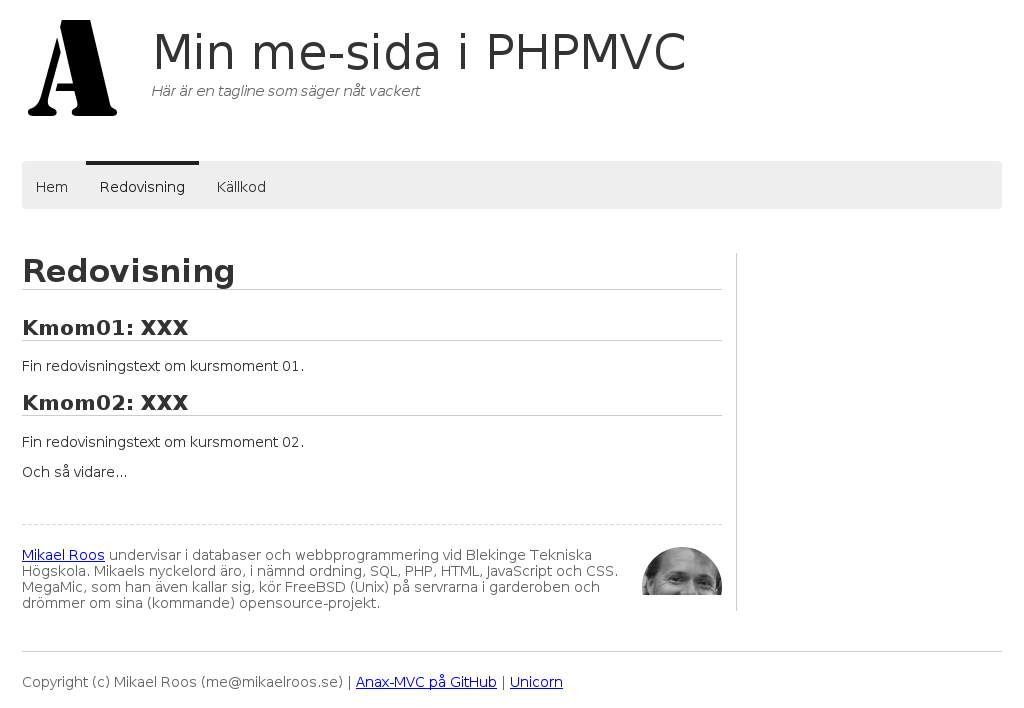 A
Min me-sida i PHPMVC
Här är en tagline som säger nåt vackert
Hem Redovisning Källkod
Redovisning
Kmom01: XXX
Fin redovisningstext om kursmoment 01.
Kmom02: XXX
Fin redovisningstext om kursmoment 02.
Och så vidare...
Mikael Roos undervisar i databaser och webbprogrammering vid Blekinge Tekniska
Högskola. Mikaels nyckelord äro, i nämnd ordning, SQL, PHP, HTML, JavaScript och CSS.
MegaMic, som han även kallar sig, kör FreeBSD (Unix) på servrarna i garderoben och
drömmer om sina (kommande) opensource-projekt.
Copyright (c) Mikael Roos (me@mikaelroos.se) | Anax-MVC på GitHub | Unicorn